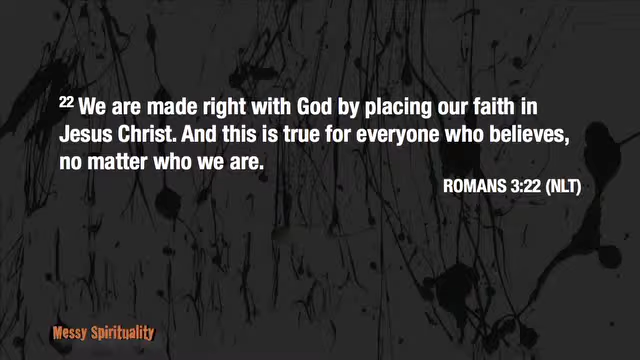 22 We are made right with God by placing our faith in
Jesus Christ. And this is true for everyone who believes,
no matter who we are.
ROMANS 3:22 (NLT)
Messy Spirituality